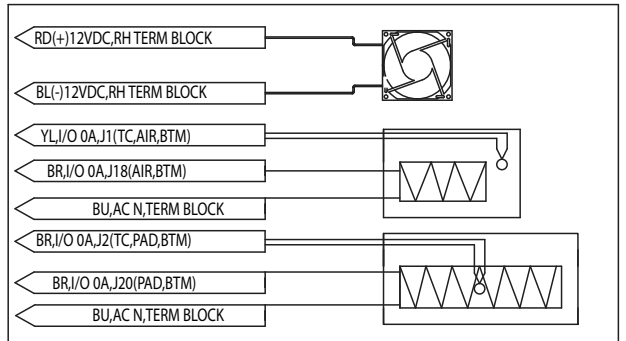 RD(+)12VDC,RH TERM BLOCK
BL(-)12VDC,RH TERM BLOCK
YL,I/O 0A,J1(TC,AIR,BTM)
BR,I/O 0A,J18(AIR,BTM)
BU,AC N,TERM BLOCK
BR,I/O 0A,J2(TC,PAD,BTM)
BR,I/O 0A,J20(PAD,BTM)
BU,AC N,TERM BLOCK